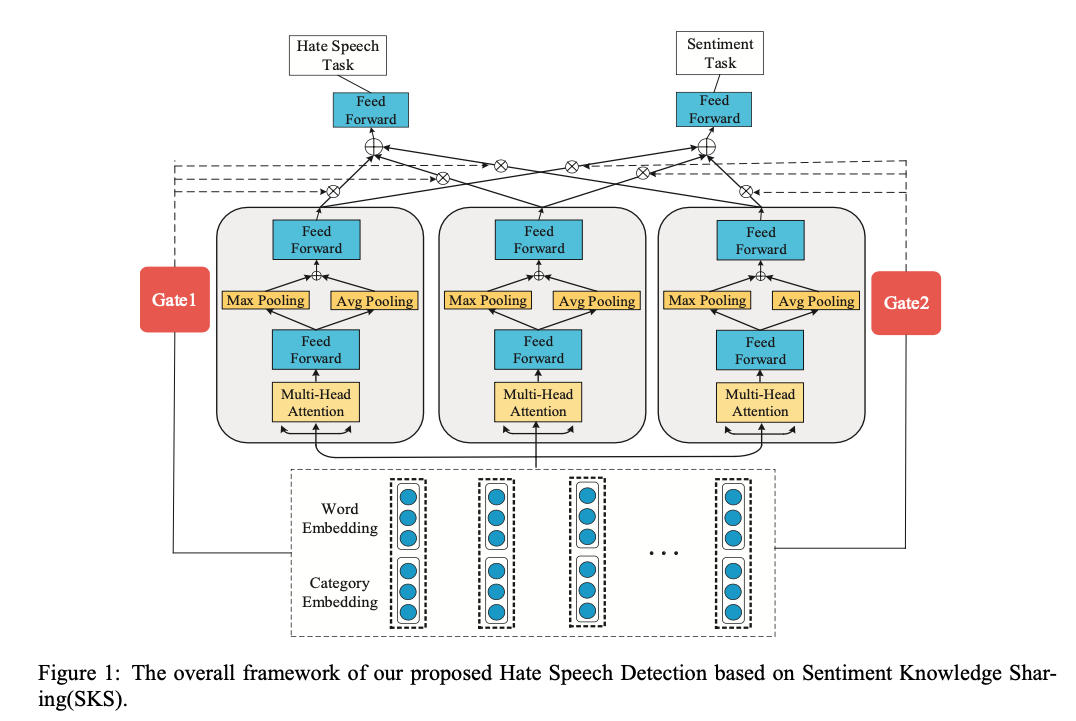 Hate Speech
Task
Sentiment
Task
Feed
Forward
Feed
Forward
Gate1
Feed
Forward
Max Pooling
Avg Pooling
Feed
Forward
Multi-Head
Attention
Feed
Forward
Max Pooling
Avg Pooling
Feed
Forward
Multi-Head
Attention
Feed
Forward
Max Pooling
Avg Pooling
Feed
Forward
Multi-Head
Attention
Gate2
Word
Embedding
Category
Embedding
...
Figure 1: The overall framework of our proposed Hate Speech Detection based on Sentiment Knowledge Shar-
ing(SKS).